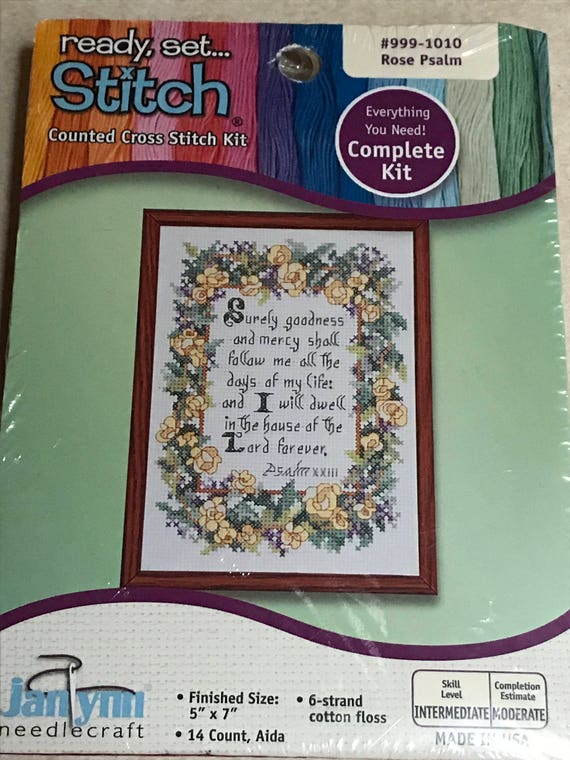 ready, set...
Stitch®
Counted Cross Stitch Kit
#999-1010
Rose Psalm
Everything
You Need!
Complete
Kit
Surely goodness
and mercy shall
follow me all the
days of my life:
and I will dwell
in the house of the
Lord forever.
Psalm XXIII
janlynn
needlecraft
• Finished Size:
5" x 7"
• 14 Count, Aida
• 6-strand
cotton floss
Skill
Level
INTERMEDIATE
Completion
Estimate
MODERATE
MADE IN USA